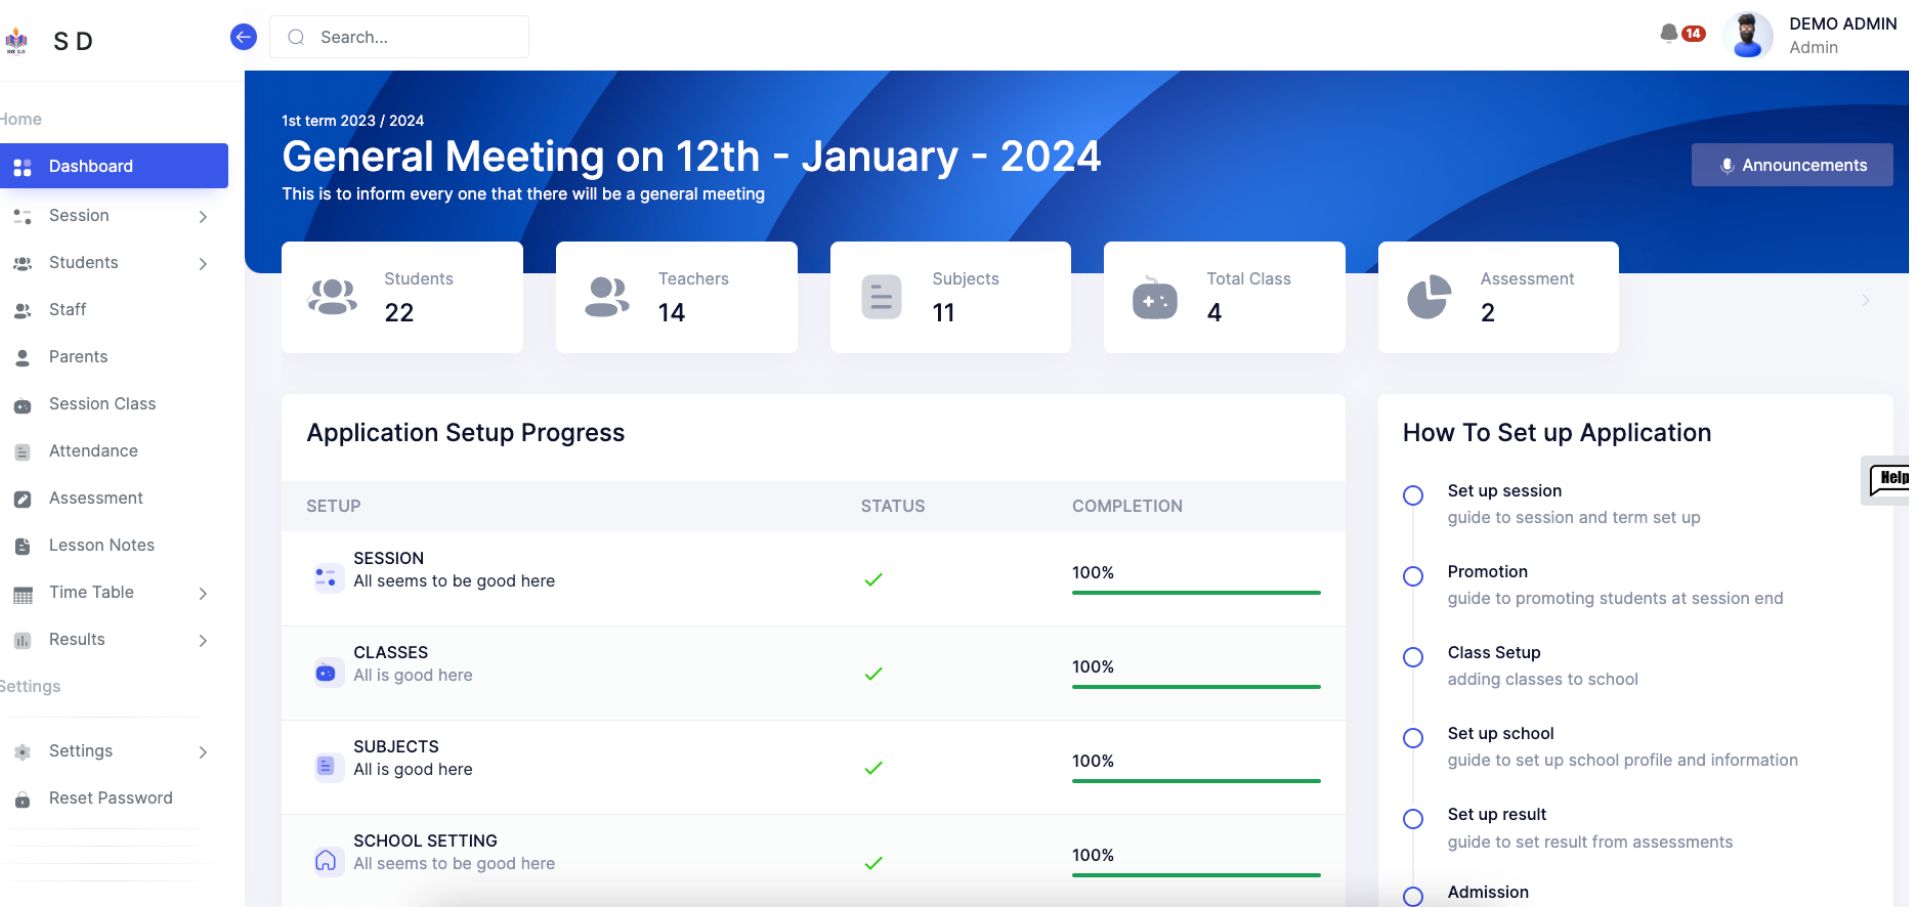 S D
Search...
14
DEMO ADMIN
Admin
Home
Dashboard
Session
Students
Staff
Parents
Session Class
Attendance
Assessment
Lesson Notes
Time Table
Results
Settings
Settings
Reset Password
1st term 2023 / 2024
General Meeting on 12th - January - 2024
This is to inform every one that there will be a general meeting
Announcements
Students
22
Teachers
14
Subjects
11
Total Class
4
Assessment
2
Application Setup Progress
SETUP STATUS COMPLETION
SESSION
All seems to be good here
100%
CLASSES
All is good here
100%
SUBJECTS
All is good here
100%
SCHOOL SETTING
All seems to be good here
100%
How To Set up Application
Set up session
guide to session and term set up
Promotion
guide to promoting students at session end
Class Setup
adding classes to school
Set up school
guide to set up school profile and information
Set up result
guide to set result from assessments
Admission
Help